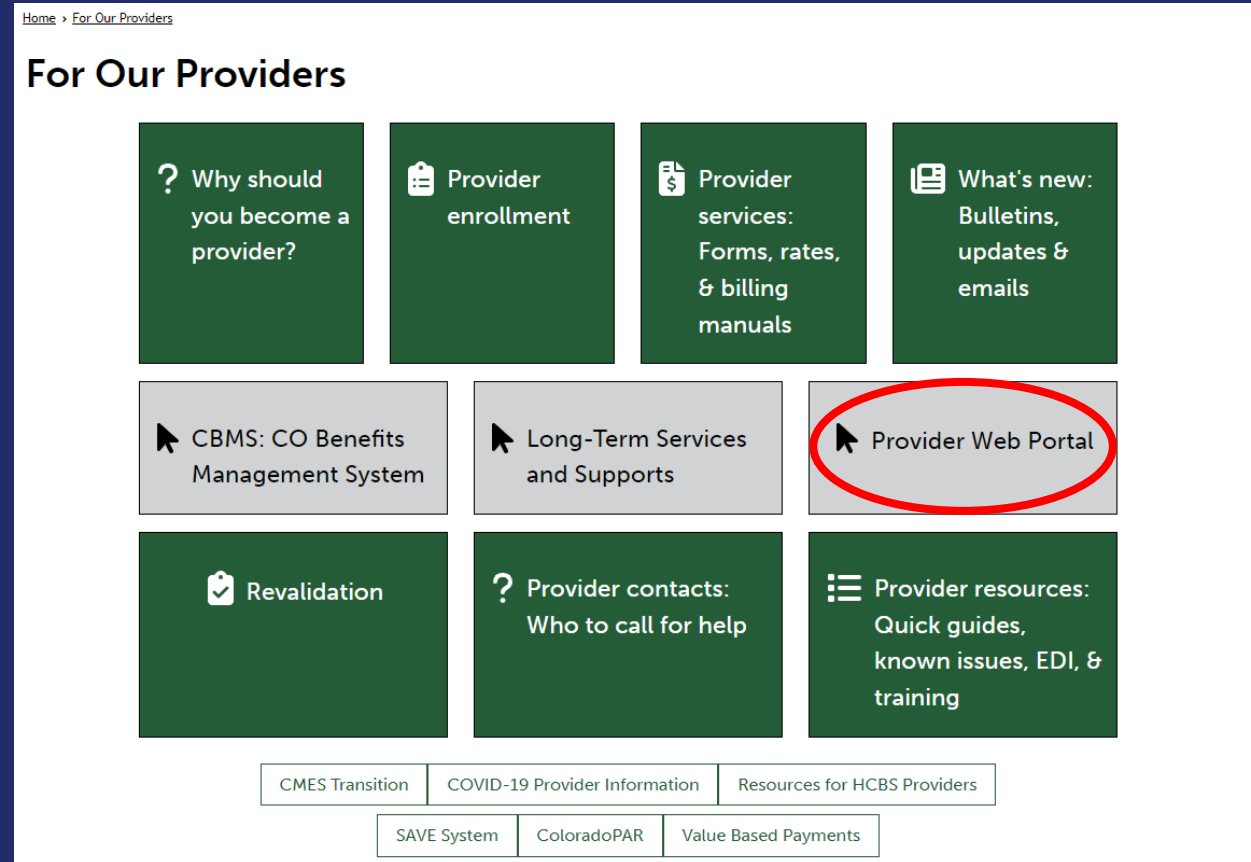 Home › For Our Providers
For Our Providers
Why should
you become a
provider?
Provider
enrollment
Provider
services:
Forms, rates,
& billing
manuals
What's new:
Bulletins,
updates &
emails
CBMS: CO Benefits
Management System
Long-Term Services
and Supports
Provider Web Portal
Revalidation
Provider contacts:
Who to call for help
Provider resources:
Quick guides,
known issues, EDI, &
training
CMES Transition
COVID-19 Provider Information
Resources for HCBS Providers
SAVE System
ColoradoPAR
Value Based Payments